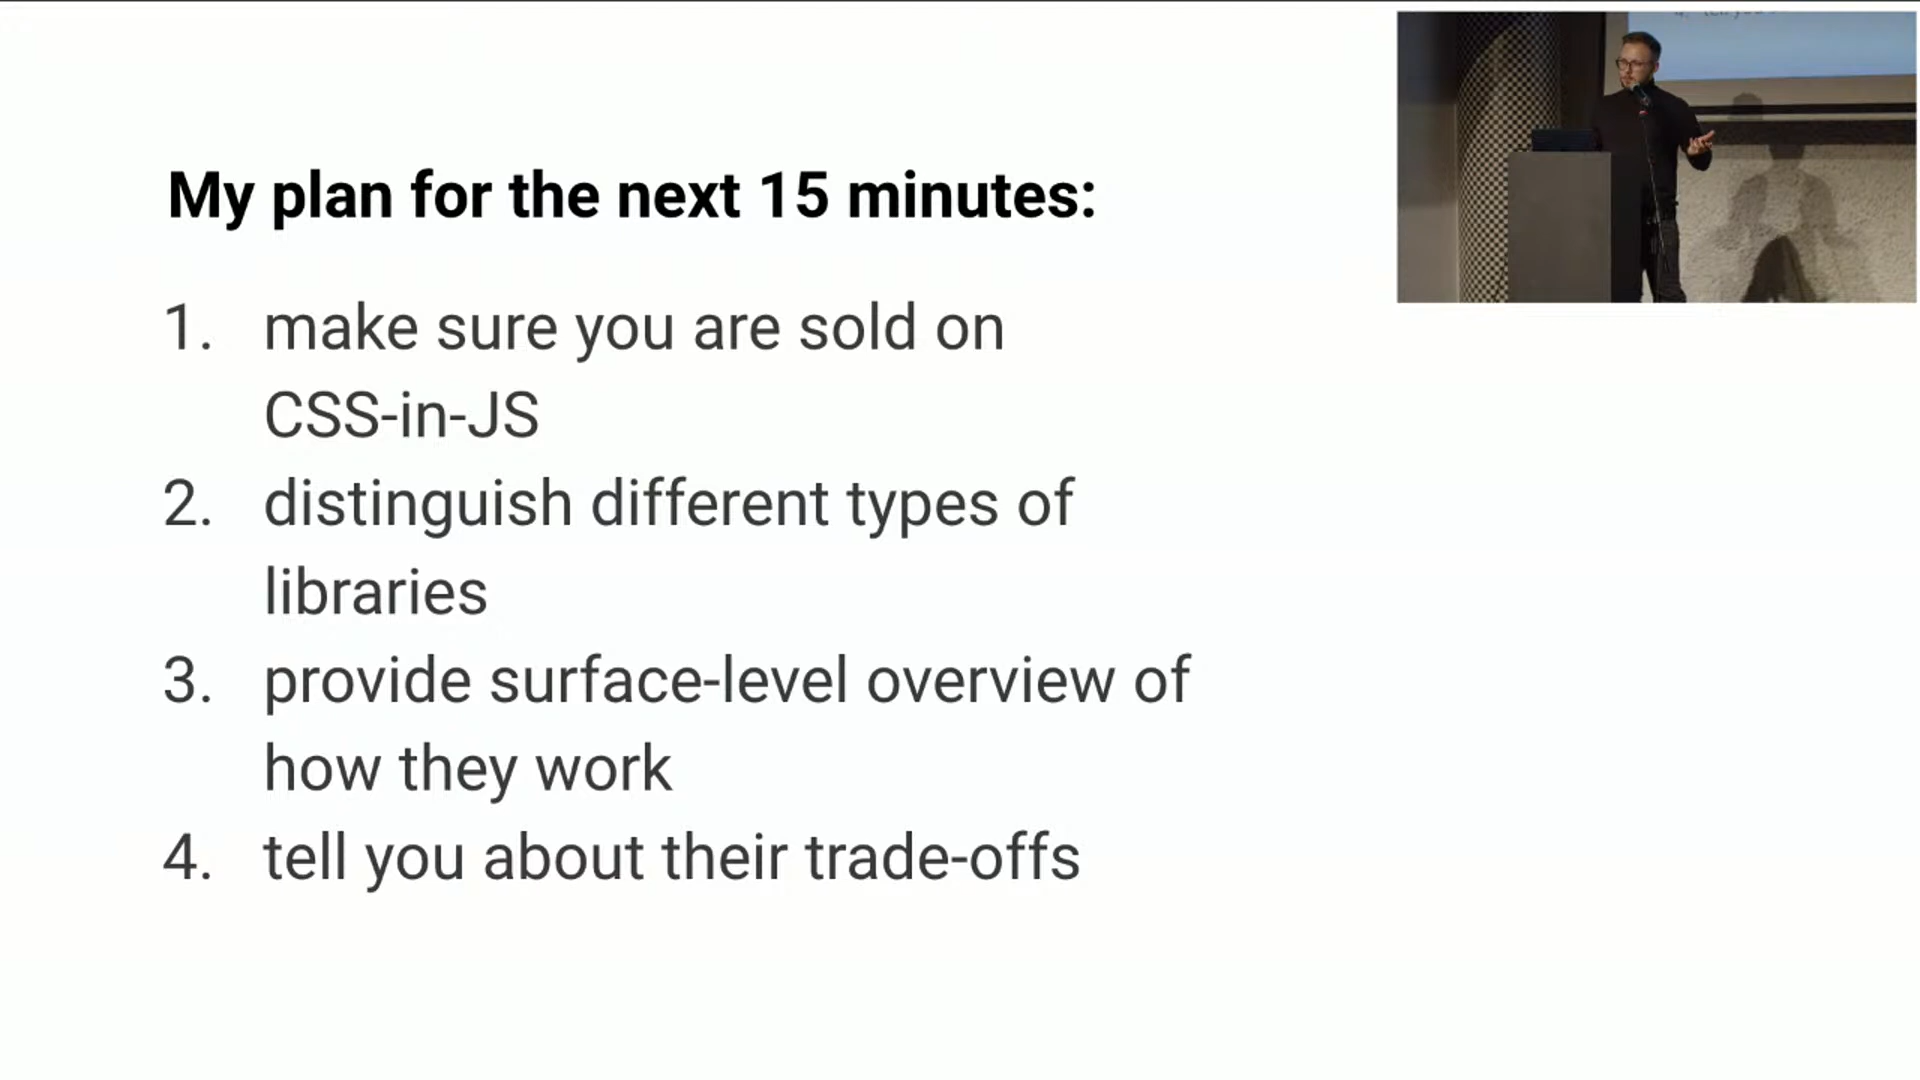 My plan for the next 15 minutes:
1. make sure you are sold on
CSS-in-JS
2. distinguish different types of
libraries
3. provide surface-level overview of
how they work
4. tell you about their trade-offs